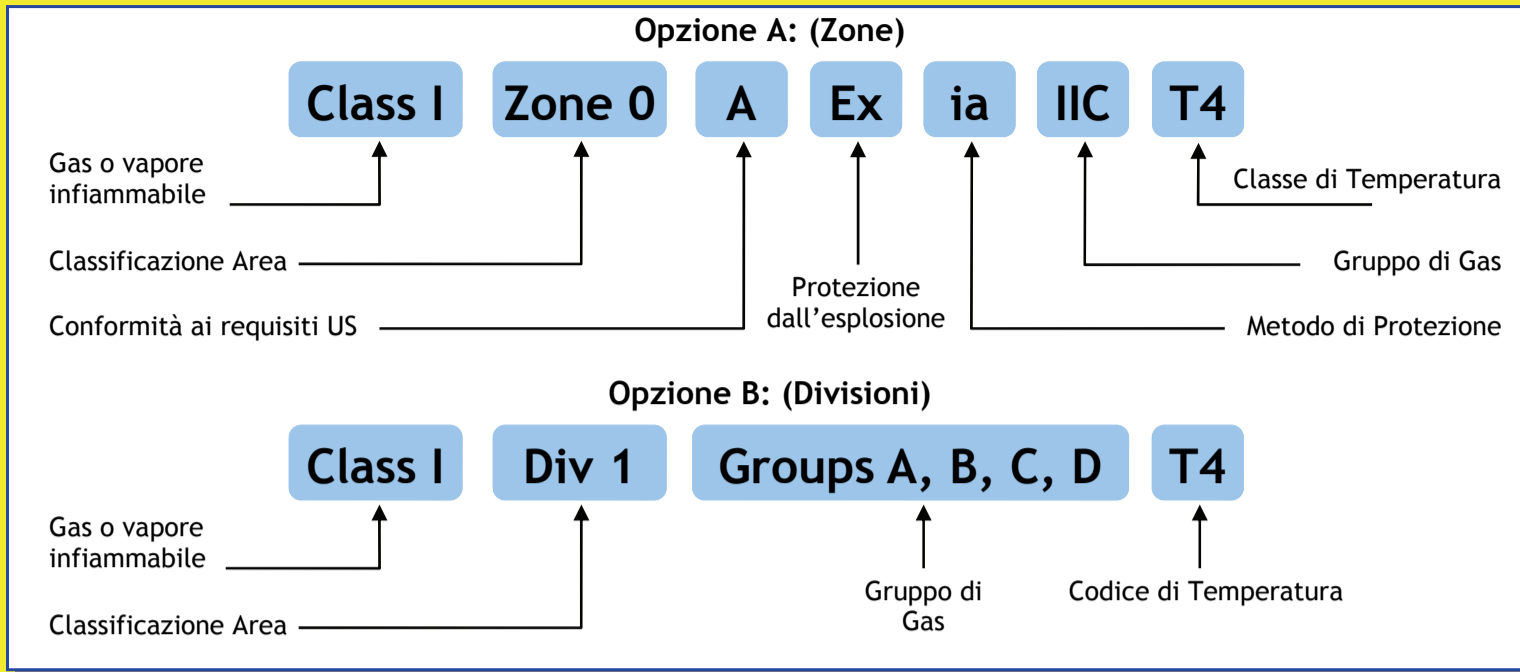 Opzione A: (Zone)
Class I Zone 0 A Ex ia IIC T4
Gas o vapore
infiammabile
Classe di Temperatura
Classificazione Area
Gruppo di Gas
Protezione
dall'esplosione
Conformità ai requisiti US
Metodo di Protezione
Opzione B: (Divisioni)
Class I Div 1 Groups A, B, C, D T4
Gas o vapore
infiammabile
Gruppo di
Gas
Codice di Temperatura
Classificazione Area